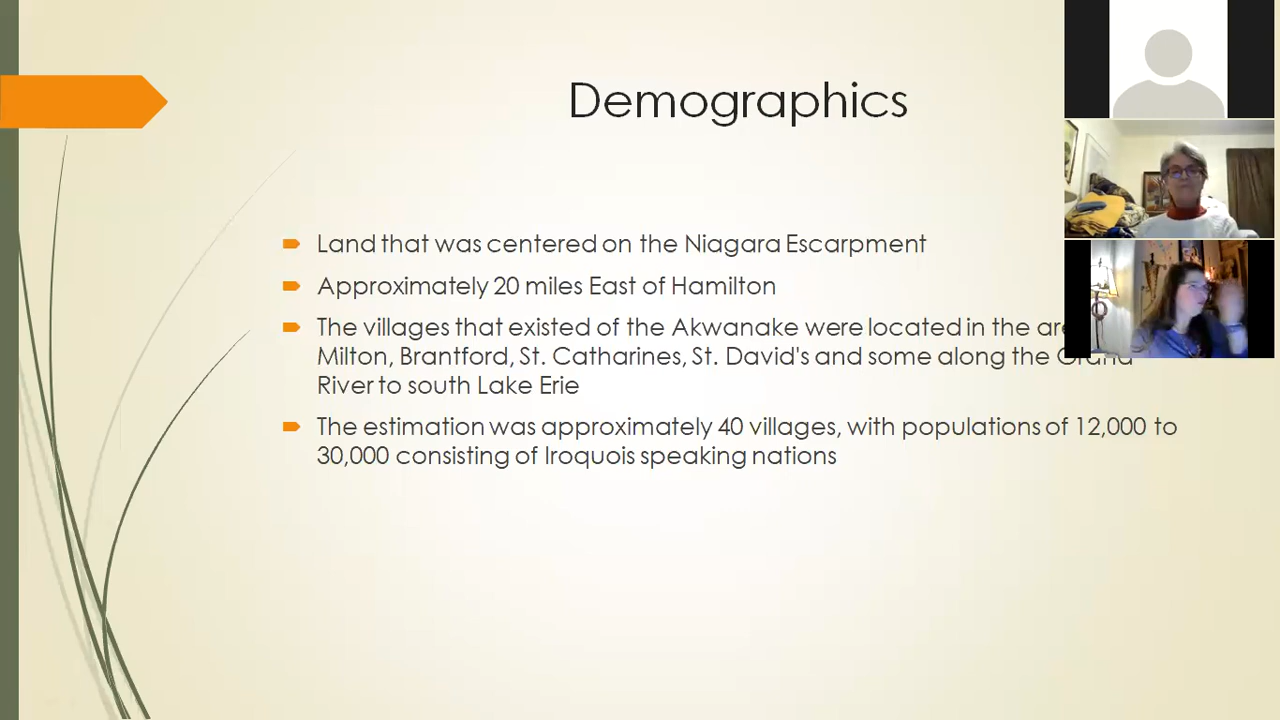 Demographics
Land that was centered on the Niagara Escarpment
Approximately 20 miles East of Hamilton
The villages that existed of the Akwanake were located in the
Milton, Brantford, St. Catharines, St. David's and some along the Grand
River to south Lake Erie
The estimation was approximately 40 villages, with populations of 12,000 to
30,000 consisting of Iroquois speaking nations